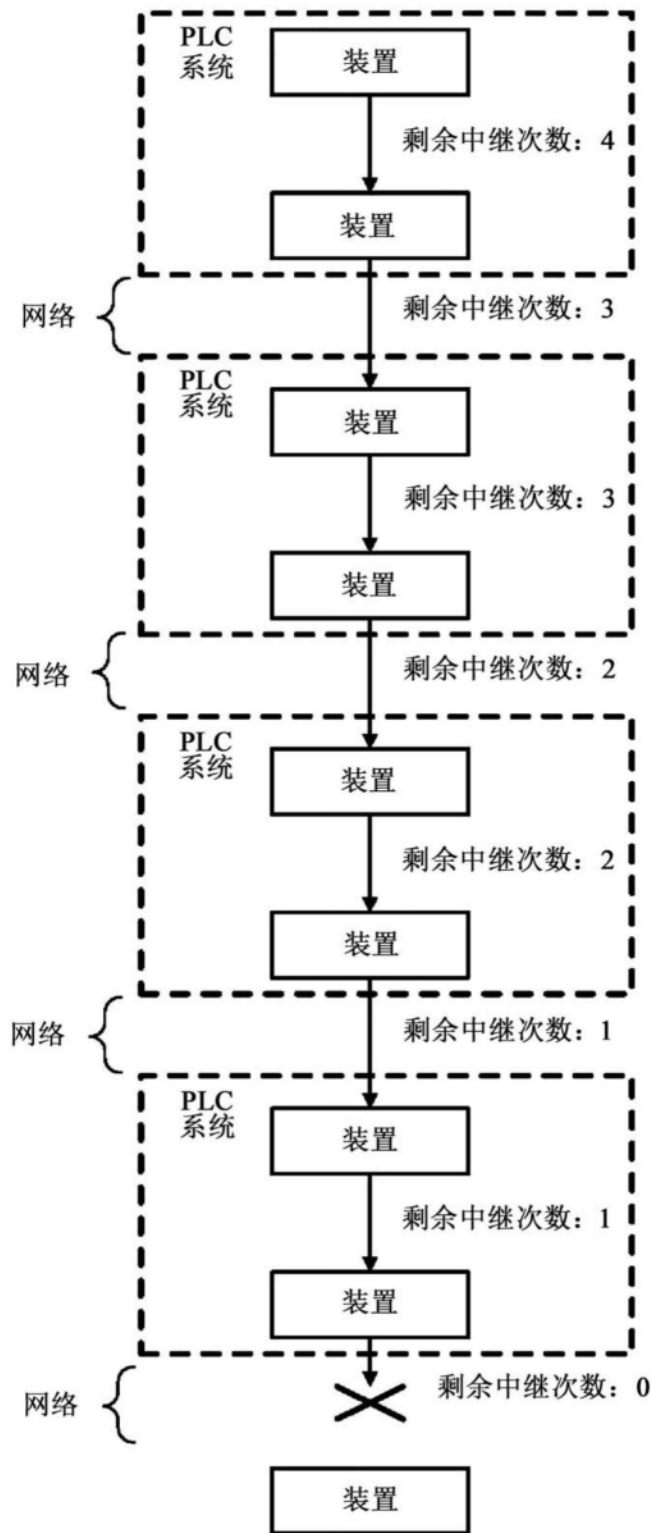 PLC
系统
装置
剩余中继次数：4
装置
网络
剩余中继次数：3
PLC
系统
装置
剩余中继次数：3
装置
网络
剩余中继次数：2
PLC
系统
装置
剩余中继次数：2
装置
网络
剩余中继次数：1
PLC
系统
装置
剩余中继次数：1
装置
网络
剩余中继次数：0
装置